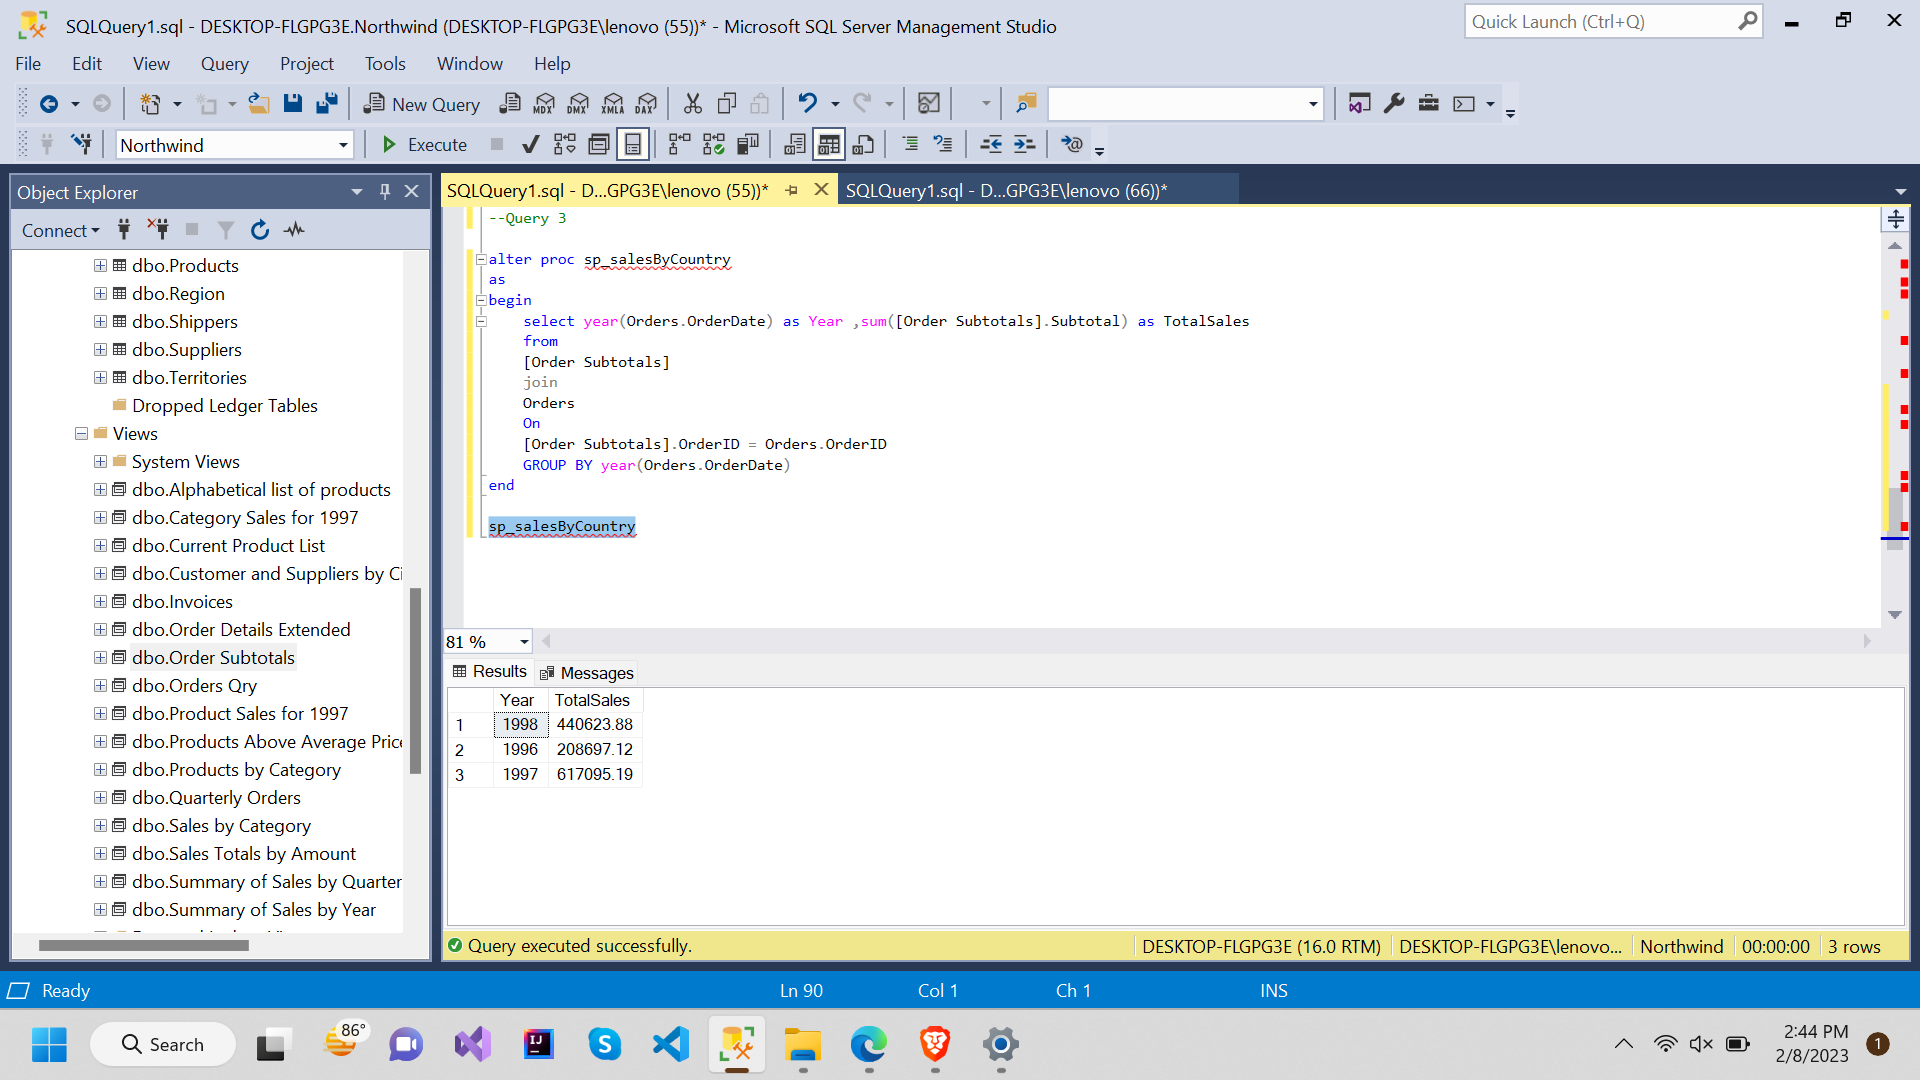 SQLQuery1.sql - DESKTOP-FLGPG3E.Northwind (DESKTOP-FLGPG3E\lenovo (55))* - Microsoft SQL Server Management Studio
Quick Launch (Ctrl+Q)
File Edit View Query Project Tools Window Help
New Query MDX DMX XMLA DAX
Northwind Execute
Object Explorer
Connect
dbo.Products
dbo.Region
dbo.Shippers
dbo.Suppliers
dbo.Territories
Dropped Ledger Tables
Views
System Views
dbo.Alphabetical list of products
dbo.Category Sales for 1997
dbo.Current Product List
dbo.Customer and Suppliers by Ci
dbo.Invoices
dbo.Order Details Extended
dbo.Order Subtotals
dbo.Orders Qry
dbo.Product Sales for 1997
dbo.Products Above Average Price
dbo.Products by Category
dbo.Quarterly Orders
dbo.Sales by Category
dbo.Sales Totals by Amount
dbo.Summary of Sales by Quarter
dbo.Summary of Sales by Year
SQLQuery1.sql - D...GPG3E\lenovo (55))* SQLQuery1.sql - D...GPG3E\lenovo (66))*
--Query 3
alter proc sp_salesByCountry
as
begin
select year(Orders.OrderDate) as Year ,sum([Order Subtotals].Subtotal) as TotalSales
from
[Order Subtotals]
join
Orders
On
[Order Subtotals].OrderID = Orders.OrderID
GROUP BY year(Orders.OrderDate)
end
sp_salesByCountry
81 %
Results Messages
Year TotalSales
1 1998 440623.88
2 1996 208697.12
3 1997 617095.19
Query executed successfully. DESKTOP-FLGPG3E (16.0 RTM) DESKTOP-FLGPG3E\lenovo... Northwind 00:00:00 3 rows
Ready Ln 90 Col 1 Ch 1 INS
Search 86° 2:44 PM
2/8/2023 1